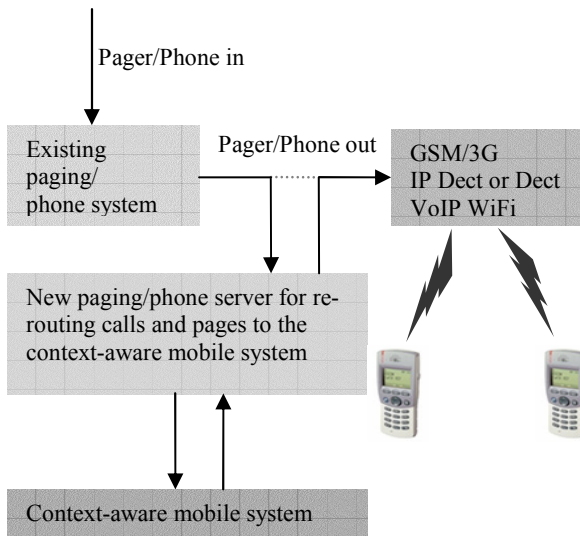 Pager/Phone in
Existing
paging/
phone system
Pager/Phone out
GSM/3G
IP Dect or Dect
VoIP WiFi
New paging/phone server for re-
routing calls and pages to the
context-aware mobile system
Context-aware mobile system